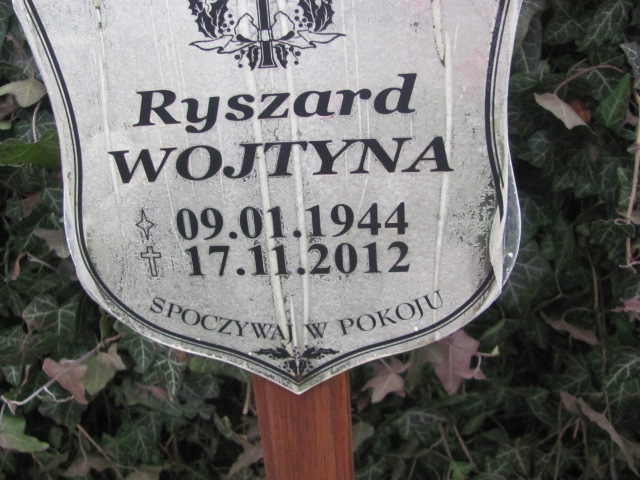 Ryszard
WOJTYNA
09.01.1944
17.11.2012
SPOCZYWAJ W POKOJU